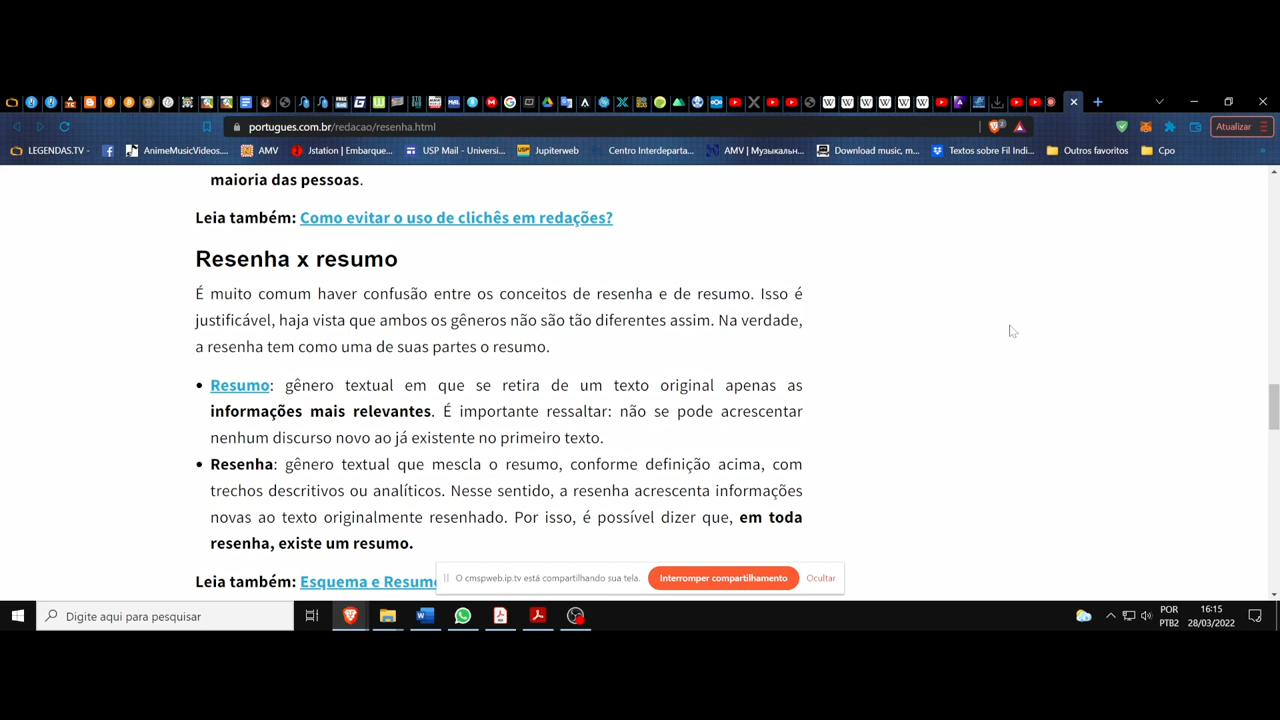 portugues.com.br/redacao/resenha.html
Atualizar
LEGENDAS.TV -
AnimeMusicVideos....
AMV
Jstation | Embarque...
USP Mail - Universi...
Jupiterweb
Centro Interdeparta...
AMV | Музыкальн...
Download music, m...
Textos sobre Fil Indi...
Outros favoritos
Cpo
maioria das pessoas.
Leia também: Como evitar o uso de clichês em redações?
Resenha x resumo
É muito comum haver confusão entre os conceitos de resenha e de resumo. Isso é
justificável, haja vista que ambos os gêneros não são tão diferentes assim. Na verdade,
a resenha tem como uma de suas partes o resumo.
• Resumo: gênero textual em que se retira de um texto original apenas as
informações mais relevantes. É importante ressaltar: não se pode acrescentar
nenhum discurso novo ao já existente no primeiro texto.
• Resenha: gênero textual que mescla o resumo, conforme definição acima, com
trechos descritivos ou analíticos. Nesse sentido, a resenha acrescenta informações
novas ao texto originalmente resenhado. Por isso, é possível dizer que, em toda
resenha, existe um resumo.
Leia também: Esquema e Resumo
O cmspweb.ip.tv está compartilhando sua tela.
Interromper compartilhamento
Ocultar
Digite aqui para pesquisar
POR
PTB2
16:15
28/03/2022